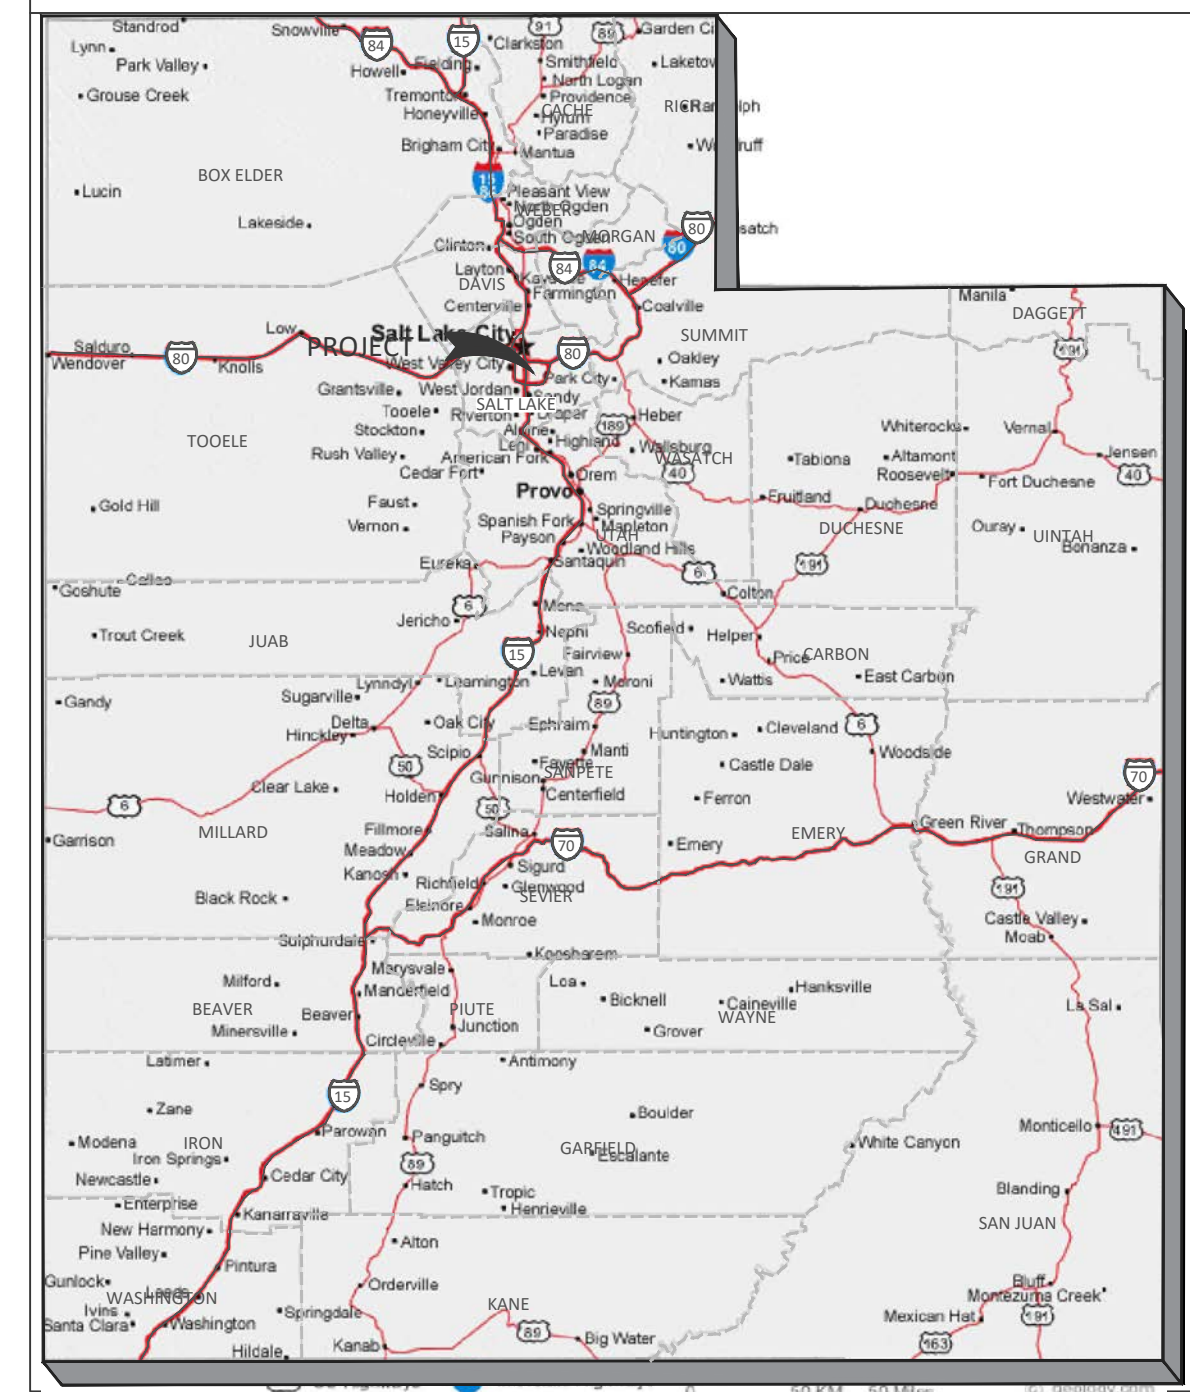 Standrod
Snowville
91
89
Garden Ci
Lynn
84
15
Clarkston
Park Valley
Howell
Fielding
Smithfield
Laketow
North Logan
Grouse Creek
Tremonton
Providence
Honeyville
CACHE
Hyrum
RICH
Randolph
Paradise
Brigham City
Mantua
BOX ELDER
15
Lucin
Pleasant View
North Ogden
WEBER
Lakeside
Ogden
80
South Ogden
MORGAN
Clinton
80
84
84
Layton
Kaysville
Henefer
DAVIS
Farmington
Manila
Centerville
Coalville
DAGGETT
Low
Salt Lake City
SUMMIT
PROJECT
Salduro
80
80
191
Wendover
Knolls
West Valley City
Oakley
Park City
Kamas
Grantsville
West Jordan
Sandy
SALT LAKE
Tooele
Riverton
Draper
Heber
189
Stockton
Alpine
Whiterocks
Vernal
TOOELE
Lehi
Highland
Wallsburg
Rush Valley
American Fork
WASATCH
Tabiona
Altamont
Jensen
Cedar Fort
Orem
40
Roosevelt
40
Fort Duchesne
Provo
Fruitland
Gold Hill
Faust
Springville
Duchesne
Vernon
Spanish Fork
Mapleton
DUCHESNE
Ouray
UINTAH
Payson
UTAH
Woodland Hills
Bonanza
Eureka
Santaquin
191
6
Callao
Goshute
Colton
6
Mona
Jericho
Trout Creek
JUAB
Nephi
Scofield
Helper
15
Fairview
Price
CARBON
Levan
Lynndyl
Leamington
Moroni
Wattis
East Carbon
Gandy
Sugarville
89
Delta
Oak City
Ephraim
Huntington
Cleveland
6
Hinckley
Scipio
Manti
Woodside
50
Fayette
SANPETE
Castle Dale
70
Gunnison
Clear Lake
Holden
Centerfield
Ferron
Westwater
6
50
MILLARD
Fillmore
Salina
EMERY
Green River
Thompson
Garrison
70
Meadow
Emery
GRAND
Kanosh
Sigurd
Richfield
Glenwood
191
Black Rock
SEVIER
Elsinore
Monroe
Castle Valley
Sulphurdale
Moab
Koosharem
Marysvale
Milford
Loa
Hanksville
Manderfield
Bicknell
Caineville
BEAVER
Beaver
PIUTE
WAYNE
La Sal
Minersville
Junction
Grover
Circleville
Latimer
Antimony
Spry
15
Zane
Boulder
Parowan
Monticello
491
Modena
IRON
Panguitch
White Canyon
Iron Springs
GARFIELD
Escalante
89
Newcastle
Cedar City
Hatch
Tropic
Blanding
Enterprise
Henrieville
Kanarraville
SAN JUAN
New Harmony
Pine Valley
Alton
Pintura
Gunlock
Orderville
Bluff
Leeds
WASHINGTON
Montezuma Creek
KANE
Ivins
Springdale
Mexican Hat
191
Santa Clara
Washington
89
Big Water
Kanab
163
Hildale